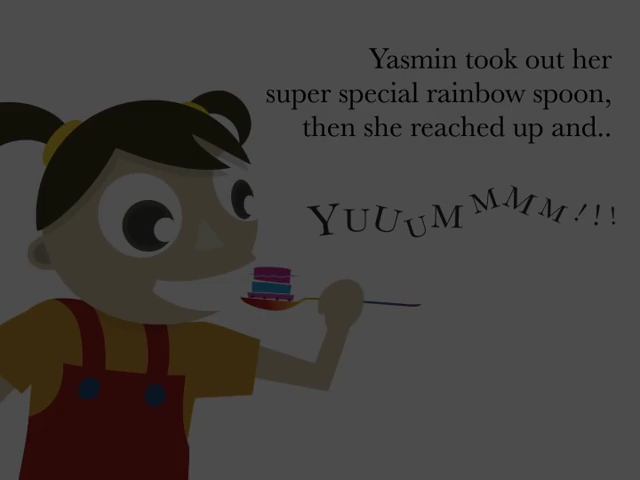 Yasmin took out her
super special rainbow spoon,
then she reached up and..
YUUUMMMMM!!!